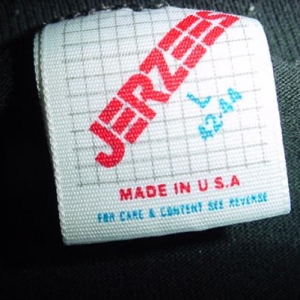 JERZEES
L
42-44
MADE IN U.S.A
FOR CARE & CONTENT SEE REVERSE